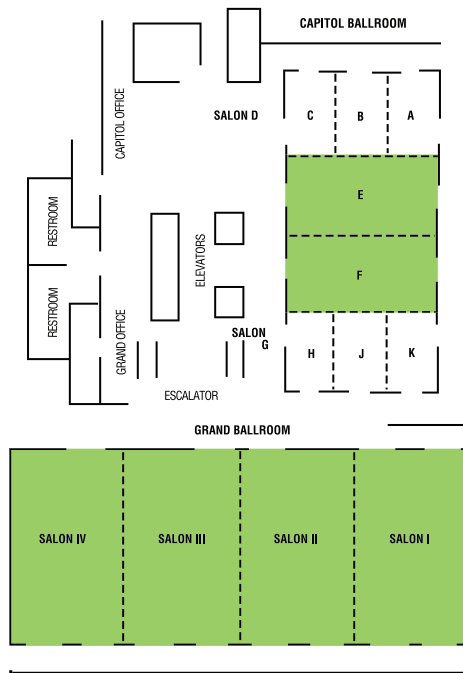 CAPITOL BALLROOM
CAPITOL OFFICE
SALON D
C
B
A
E
RESTROOM
ELEVATORS
F
RESTROOM
GRAND OFFICE
SALON
G
H
J
K
ESCALATOR
GRAND BALLROOM
SALON IV
SALON III
SALON II
SALON I